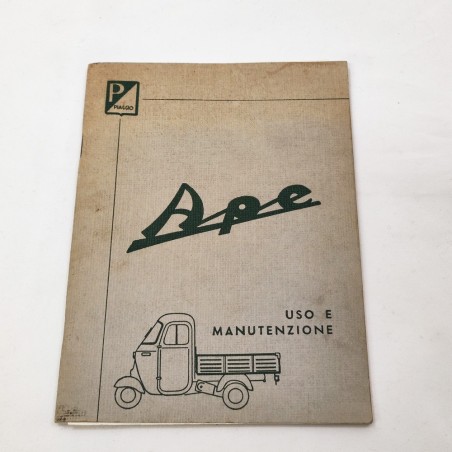 P
PIAGGIO
Ape
USO E
MANUTENZIONE